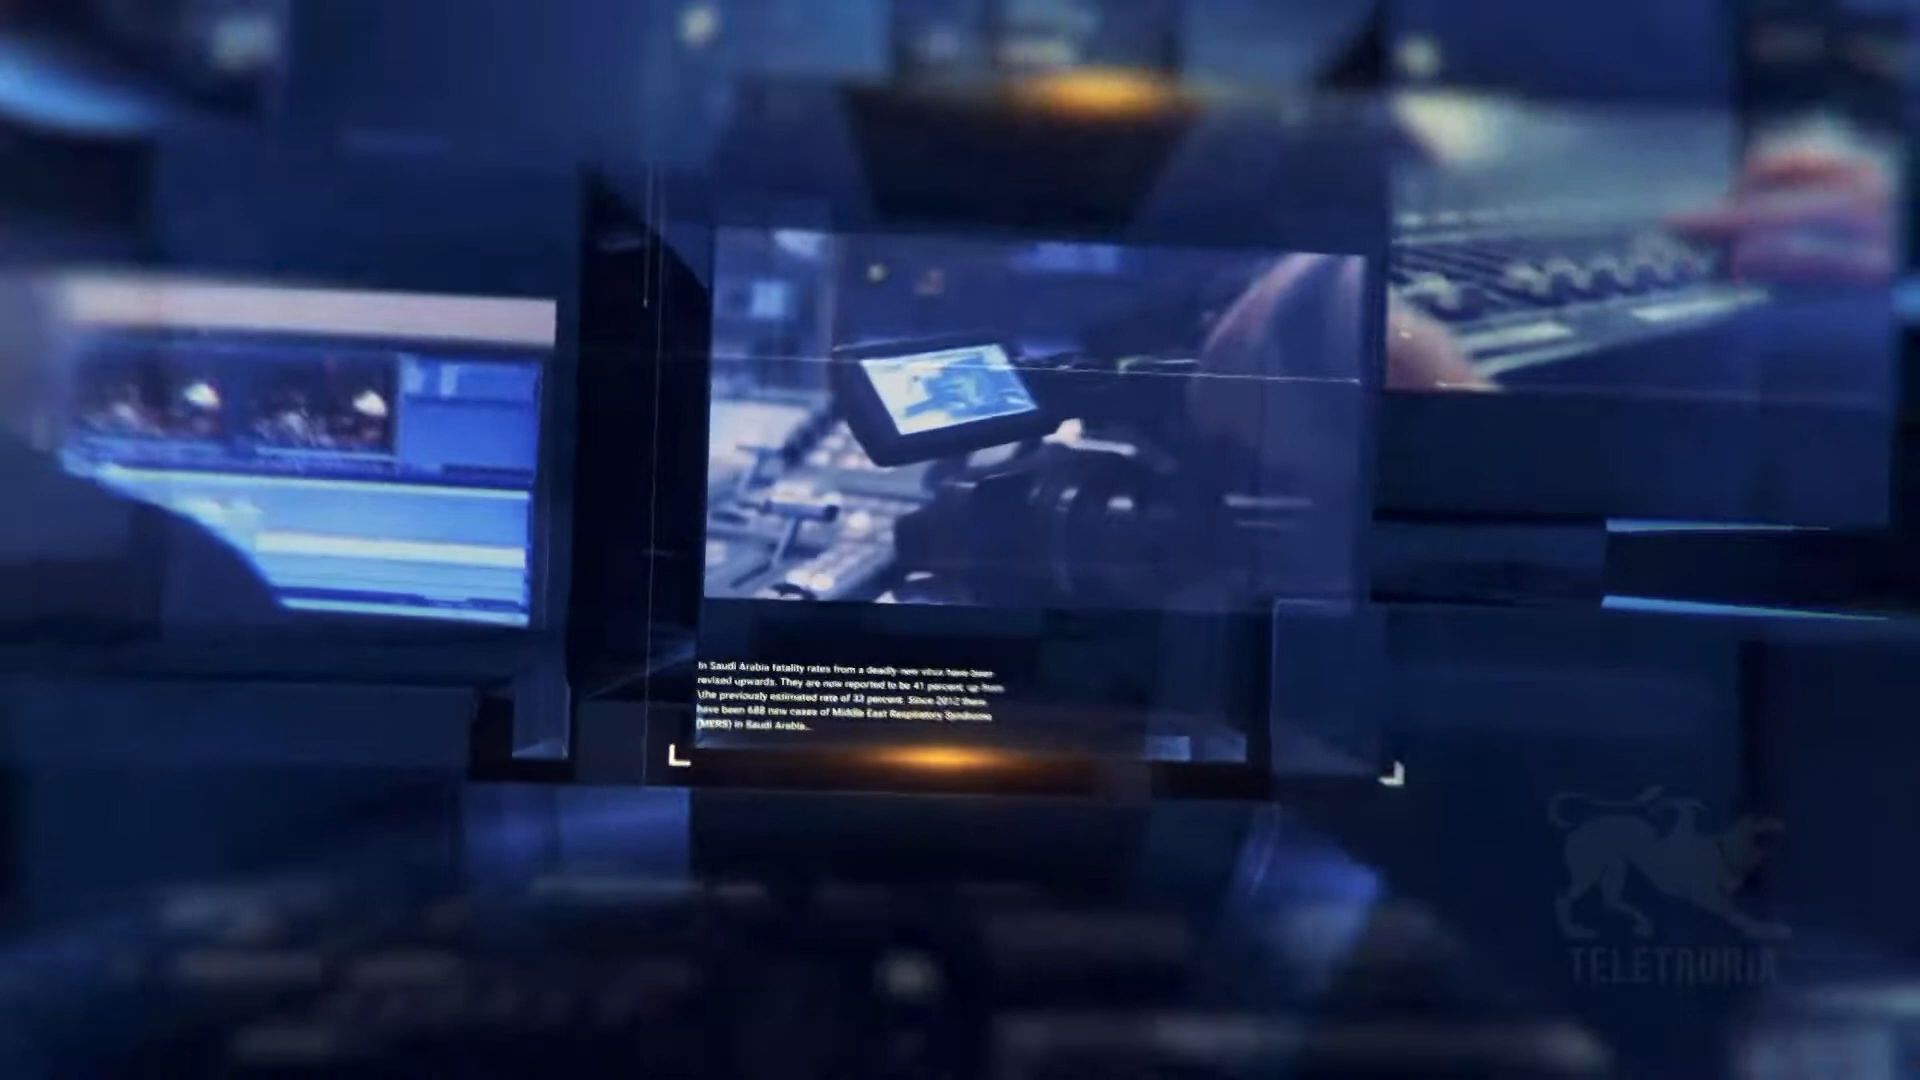 In Saudi Arabia fatality rates from a deadly new virus have been
revised upwards. They are now reported to be 41 percent, up from
\the previously estimated rate of 33 percent. Since 2012 there
have been 688 new cases of Middle East Respiratory Syndrome
(MERS) in Saudi Arabia...
TELETRURIA